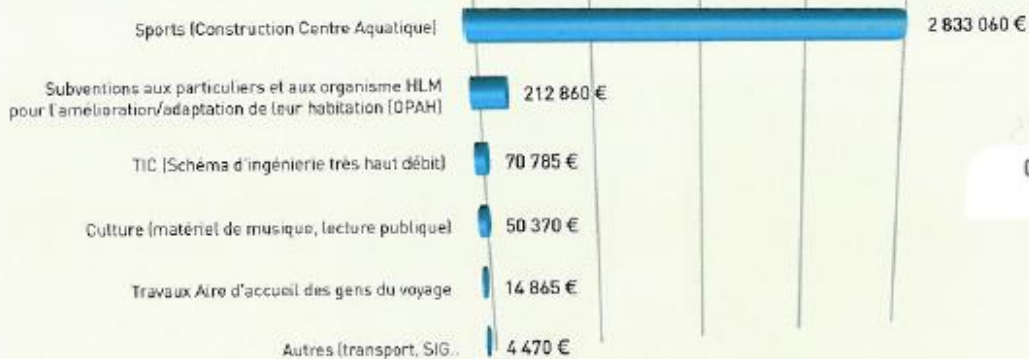 Sports (Construction Centre Aquatique) 2 833 060 €
Subventions aux particuliers et aux organisme HLM
pour l'amélioration/adaptation de leur habitation (OPAH) 212 860 €
TIC (Schéma d'ingénierie très haut débit) 70 785 €
Culture (matériel de musique, lecture publique) 50 370 €
Travaux Aire d'accueil des gens du voyage 14 865 €
Autres (transport, SIG.. 4 470 €